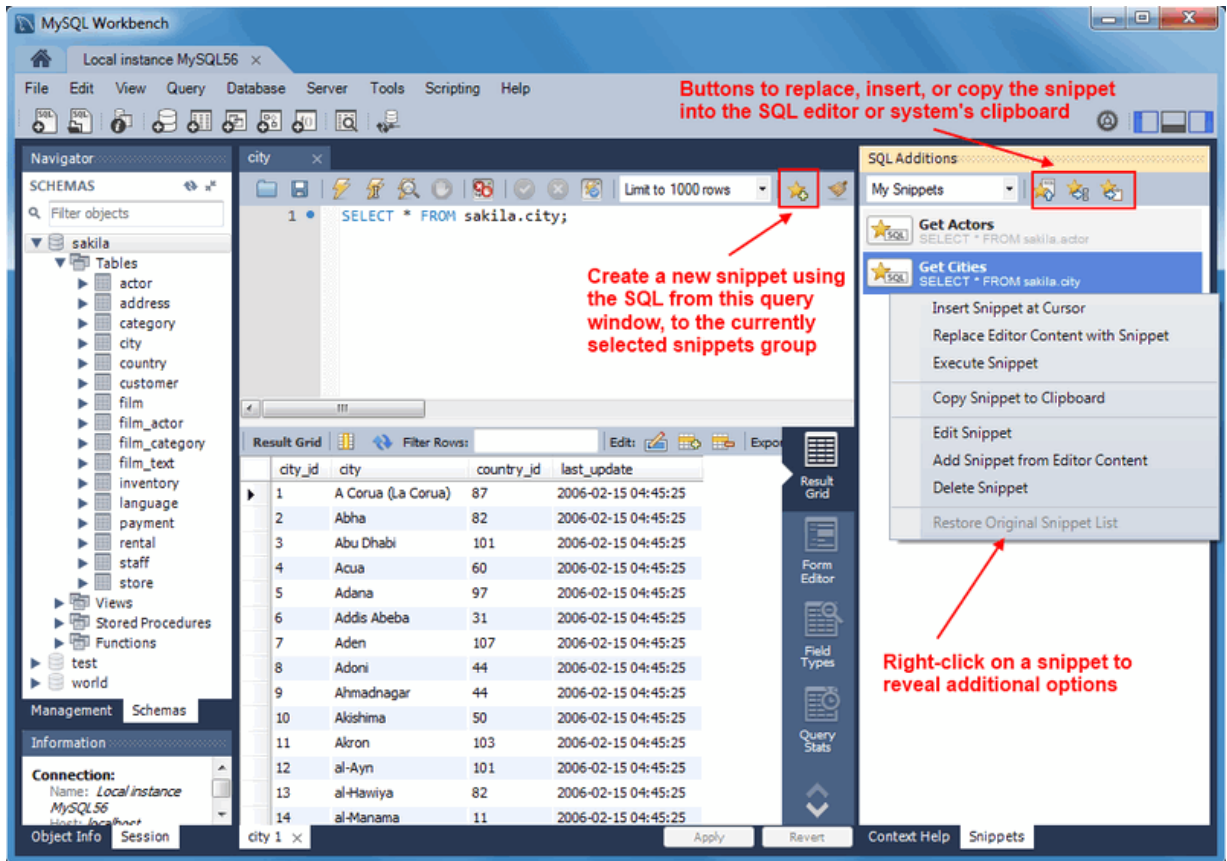 MySQL Workbench
Local instance MySQL56 ×
File Edit View Query Database Server Tools Scripting Help
Buttons to replace, insert, or copy the snippet
into the SQL editor or system's clipboard
Navigator
SCHEMAS
Filter objects
sakila
Tables
actor
address
category
city
country
customer
film
film_actor
film_category
film_text
inventory
language
payment
rental
staff
store
Views
Stored Procedures
Functions
test
world
Management Schemas
Information
Connection:
Name: Local instance
MySQL56
Host: localhost
Object Info Session
city ×
Limit to 1000 rows
1 SELECT * FROM sakila.city;
Create a new snippet using
the SQL from this query
window, to the currently
selected snippets group
Result Grid Filter Rows: Edit: Expor
city_id city country_id last_update
1 A Corua (La Corua) 87 2006-02-15 04:45:25
2 Abha 82 2006-02-15 04:45:25
3 Abu Dhabi 101 2006-02-15 04:45:25
4 Acua 60 2006-02-15 04:45:25
5 Adana 97 2006-02-15 04:45:25
6 Addis Abeba 31 2006-02-15 04:45:25
7 Aden 107 2006-02-15 04:45:25
8 Adoni 44 2006-02-15 04:45:25
9 Ahmadnagar 44 2006-02-15 04:45:25
10 Akishima 50 2006-02-15 04:45:25
11 Akron 103 2006-02-15 04:45:25
12 al-Ayn 101 2006-02-15 04:45:25
13 al-Hawiya 82 2006-02-15 04:45:25
14 al-Manama 11 2006-02-15 04:45:25
Result
Grid
Form
Editor
Field
Types
Query
Stats
city 1 × Apply Revert
SQL Additions
My Snippets
SQL Get Actors
SELECT * FROM sakila.actor
SQL Get Cities
SELECT * FROM sakila.city
Insert Snippet at Cursor
Replace Editor Content with Snippet
Execute Snippet
Copy Snippet to Clipboard
Edit Snippet
Add Snippet from Editor Content
Delete Snippet
Restore Original Snippet List
Right-click on a snippet to
reveal additional options
Context Help Snippets